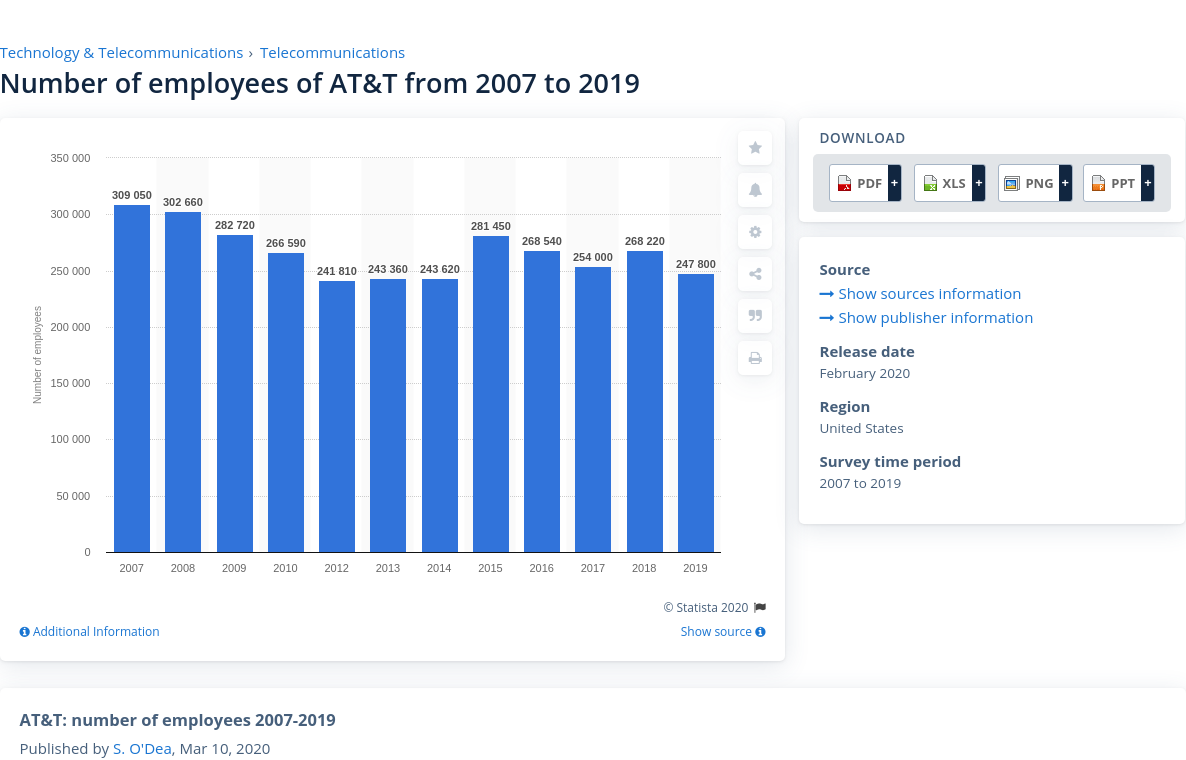 Technology & Telecommunications › Telecommunications
Number of employees of AT&T from 2007 to 2019
350 000
300 000
250 000
200 000
150 000
100 000
50 000
0
Number of employees
309 050
302 660
282 720
266 590
241 810
243 360
243 620
281 450
268 540
254 000
268 220
247 800
2007 2008 2009 2010 2012 2013 2014 2015 2016 2017 2018 2019
© Statista 2020
Additional Information
Show source
DOWNLOAD
PDF + XLS + PNG + PPT +
Source
Show sources information
Show publisher information
Release date
February 2020
Region
United States
Survey time period
2007 to 2019
AT&T: number of employees 2007-2019
Published by S. O'Dea, Mar 10, 2020